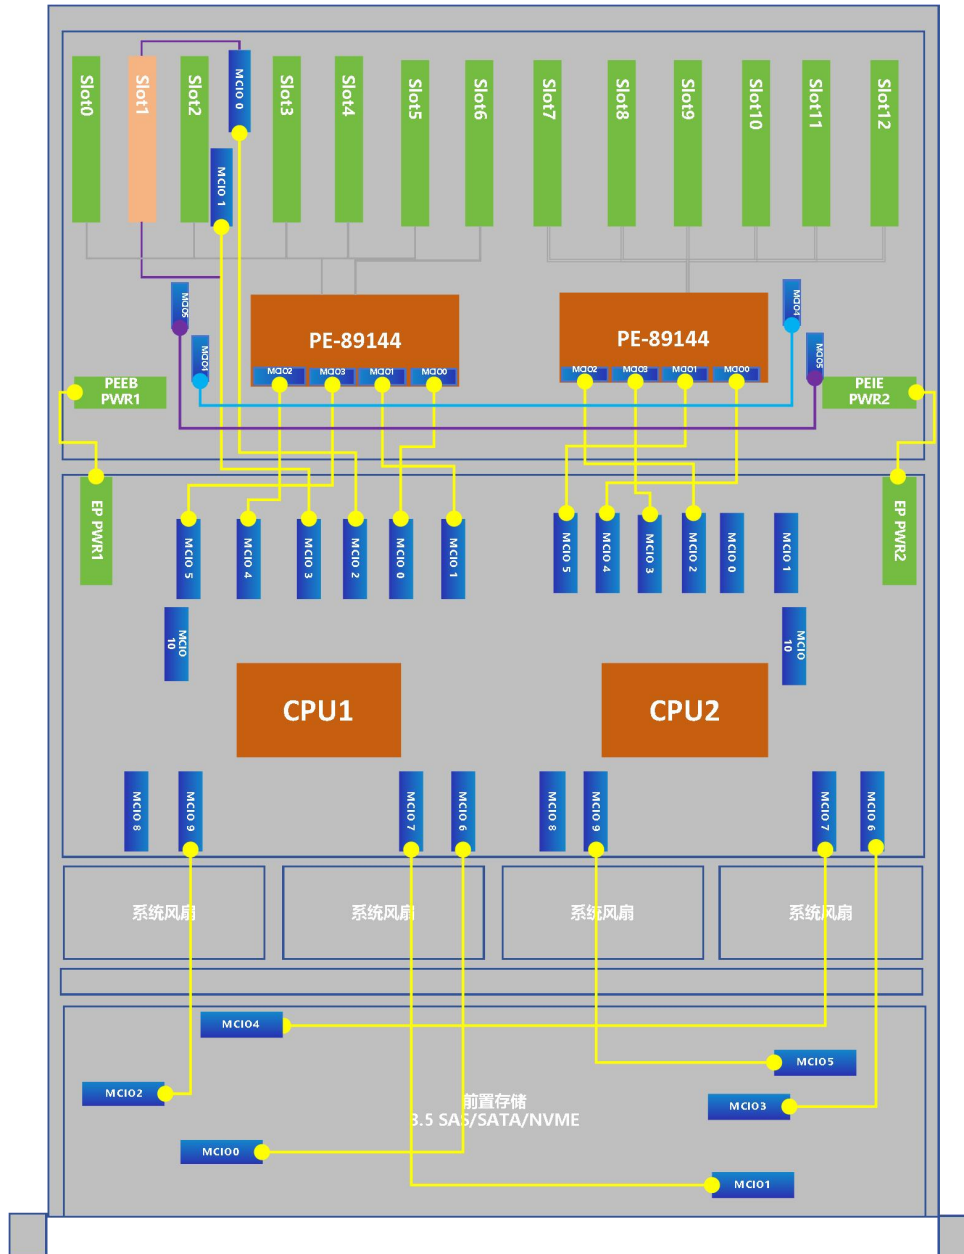 Slot0
Slot1
Slot2
MCIO 0
Slot3
Slot4
Slot5
Slot6
Slot7
Slot8
Slot9
Slot10
Slot11
Slot12
MCIO 1
MCIO5
MCIO4
PE-89144
MCIO2
MCIO3
MCIO1
MCIO0
PE-89144
MCIO2
MCIO3
MCIO1
MCIO0
MCIO4
MCIO5
PEEB
PWR1
PEIE
PWR2
EP PWR1
EP PWR2
MCIO 5
MCIO 4
MCIO 3
MCIO 2
MCIO 0
MCIO 1
MCIO 5
MCIO 4
MCIO 3
MCIO 2
MCIO 0
MCIO 1
MCIO
10
MCIO
10
CPU1
CPU2
MCIO 8
MCIO 9
MCIO 7
MCIO 6
MCIO 8
MCIO 9
MCIO 7
MCIO 6
系统风扇
系统风扇
系统风扇
系统风扇
MCIO4
MCIO5
MCIO2
前置存储
3.5 SAS/SATA/NVME
MCIO3
MCIO0
MCIO1